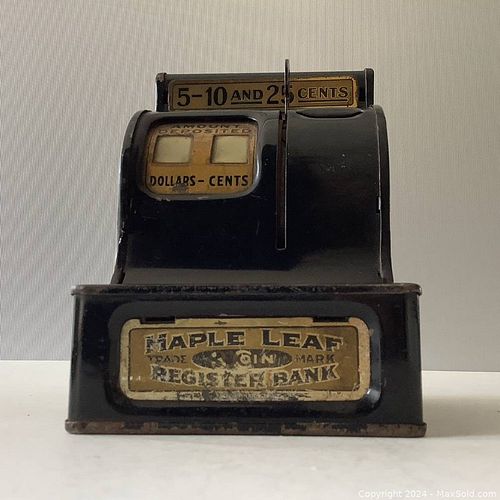 5-10 AND 25 CENTS
AMOUNT
DEPOSITED
DOLLARS - CENTS
MAPLE LEAF
TRADE COIN MARK
REGISTER BANK
Copyright 2024 - MaxSold.com